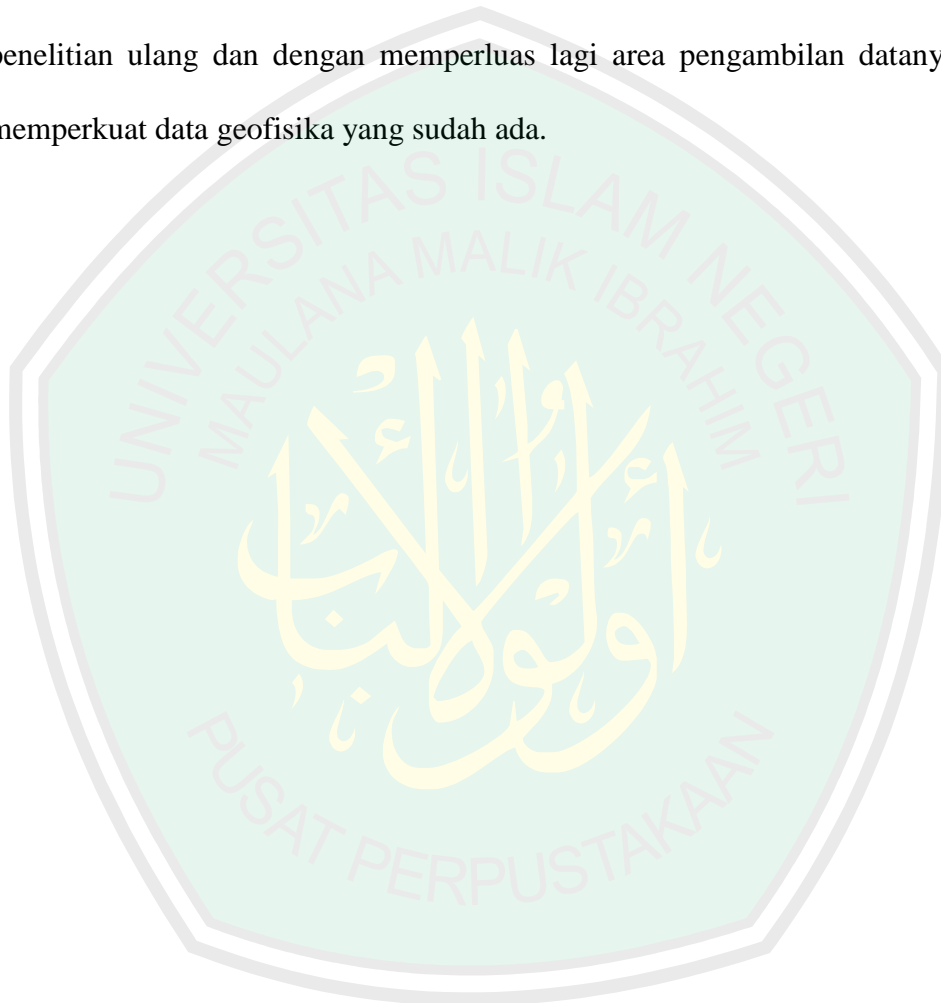 penelitian ulang dan dengan memperluas lagi area pengambilan datany
memperkuat data geofisika yang sudah ada.
UNIVERSITAS ISLAM NEGERI
MAULANA MALIK IBRAHIM
أولوا الألباب
PUSAT PERPUSTAKAAN